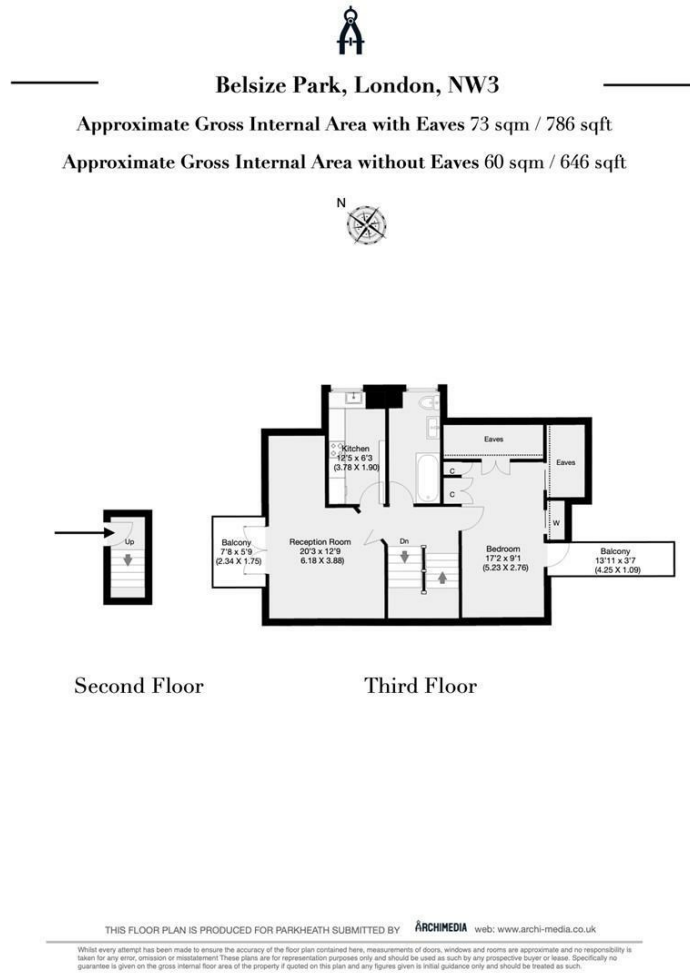 Belsize Park, London, NW3
Approximate Gross Internal Area with Eaves 73 sqm / 786 sqft
Approximate Gross Internal Area without Eaves 60 sqm / 646 sqft
N
Kitchen
12'5 x 6'3
(3.78 X 1.90)
Eaves
Eaves
C
C
W
Up
Balcony
7'8 x 5'9
(2.34 X 1.75)
Reception Room
20'3 x 12'9
6.18 X 3.88)
Dn
Bedroom
17'2 x 9'1
(5.23 X 2.76)
Balcony
13'11 x 3'7
(4.25 X 1.09)
Second Floor
Third Floor
THIS FLOOR PLAN IS PRODUCED FOR PARKHEATH SUBMITTED BY ARCHIMEDIA web: www.archi-media.co.uk
Whilst every attempt has been made to ensure the accuracy of the floor plan contained here, measurements of doors, windows and rooms are approximate and no responsibility is
taken for any error, omission or misstatement These plans are for representation purposes only and should be used as such by any prospective buyer or lease. Specifically no
guarantee is given on the gross internal floor area of the property if quoted on this plan and any figures given is initial guidance only and should be treated as such.